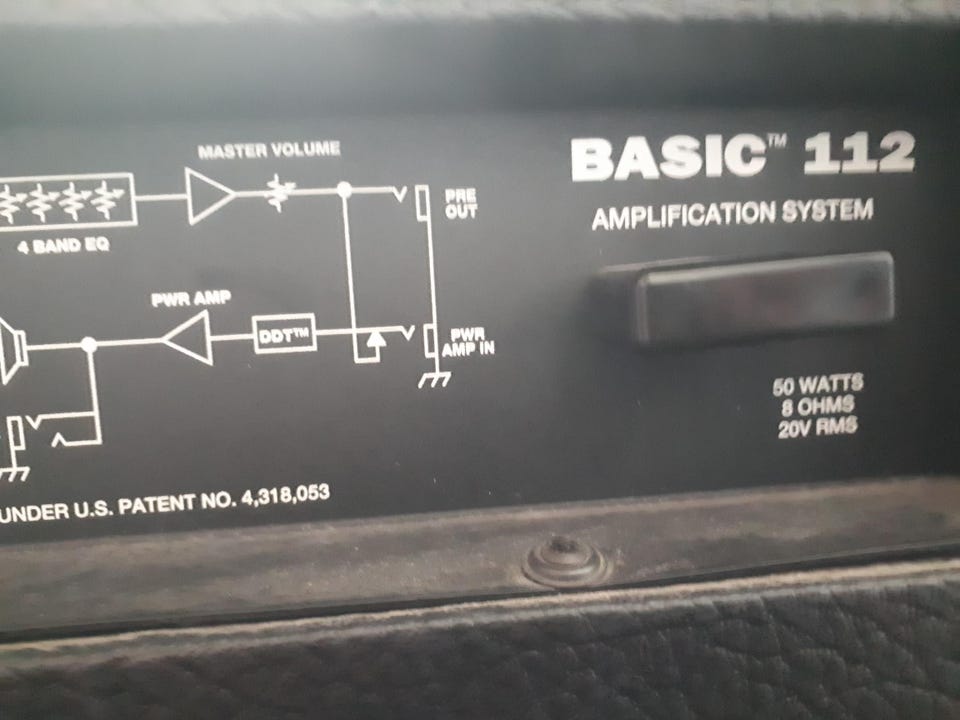 MASTER VOLUME
BASIC™ 112
AMPLIFICATION SYSTEM
PRE
OUT
4 BAND EQ
PWR AMP
DDT™
PWR
AMP IN
50 WATTS
8 OHMS
20V RMS
UNDER U.S. PATENT NO. 4,318,053